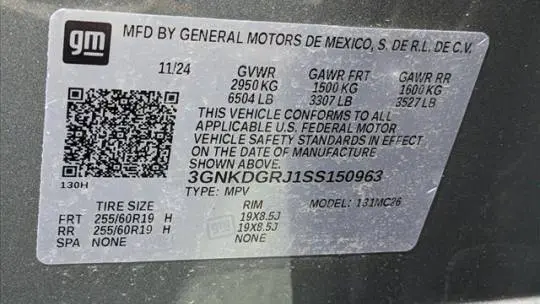 gm
MFD BY GENERAL MOTORS DE MEXICO, S. DE R.L. DE C.V.
11/24 GVWR GAWR FRT GAWR RR
2950 KG 1500 KG 1600 KG
6504 LB 3307 LB 3527 LB
THIS VEHICLE CONFORMS TO ALL
APPLICABLE U.S. FEDERAL MOTOR
VEHICLE SAFETY STANDARDS IN EFFECT
ON THE DATE OF MANUFACTURE
SHOWN ABOVE.
130H 3GNKDGRJ1SS150963
TYPE: MPV MODEL: 131MC26
TIRE SIZE RIM
FRT 255/60R19 H 19X8.5J
RR 255/60R19 H 19X8.5J
SPA NONE NONE
gm